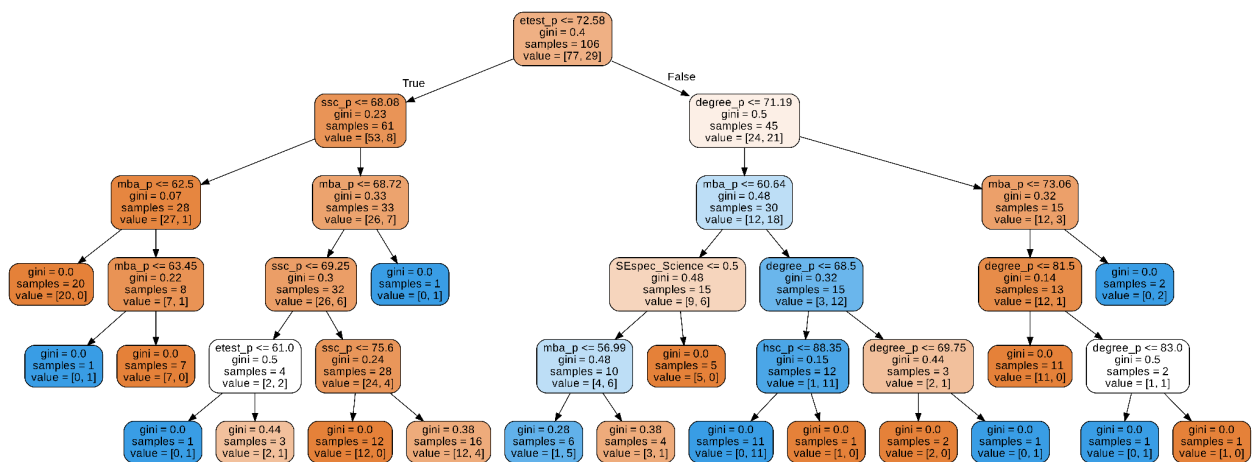 etest_p <= 72.58
gini = 0.4
samples = 106
value = [77, 29]
True
False
ssc_p <= 68.08
gini = 0.23
samples = 61
value = [53, 8]
degree_p <= 71.19
gini = 0.5
samples = 45
value = [24, 21]
mba_p <= 62.5
gini = 0.07
samples = 28
value = [27, 1]
mba_p <= 68.72
gini = 0.33
samples = 33
value = [26, 7]
mba_p <= 60.64
gini = 0.48
samples = 30
value = [12, 18]
mba_p <= 73.06
gini = 0.32
samples = 15
value = [12, 3]
gini = 0.0
samples = 20
value = [20, 0]
mba_p <= 63.45
gini = 0.22
samples = 8
value = [7, 1]
ssc_p <= 69.25
gini = 0.3
samples = 32
value = [26, 6]
gini = 0.0
samples = 1
value = [0, 1]
SEspec_Science <= 0.5
gini = 0.48
samples = 15
value = [9, 6]
degree_p <= 68.5
gini = 0.32
samples = 15
value = [3, 12]
degree_p <= 81.5
gini = 0.14
samples = 13
value = [12, 1]
gini = 0.0
samples = 2
value = [0, 2]
gini = 0.0
samples = 1
value = [0, 1]
gini = 0.0
samples = 7
value = [7, 0]
etest_p <= 61.0
gini = 0.5
samples = 4
value = [2, 2]
ssc_p <= 75.6
gini = 0.24
samples = 28
value = [24, 4]
mba_p <= 56.99
gini = 0.48
samples = 10
value = [4, 6]
gini = 0.0
samples = 5
value = [5, 0]
hsc_p <= 88.35
gini = 0.15
samples = 12
value = [1, 11]
degree_p <= 69.75
gini = 0.44
samples = 3
value = [2, 1]
gini = 0.0
samples = 11
value = [11, 0]
degree_p <= 83.0
gini = 0.5
samples = 2
value = [1, 1]
gini = 0.0
samples = 1
value = [0, 1]
gini = 0.44
samples = 3
value = [2, 1]
gini = 0.0
samples = 12
value = [12, 0]
gini = 0.38
samples = 16
value = [12, 4]
gini = 0.28
samples = 6
value = [1, 5]
gini = 0.38
samples = 4
value = [3, 1]
gini = 0.0
samples = 11
value = [0, 11]
gini = 0.0
samples = 1
value = [1, 0]
gini = 0.0
samples = 2
value = [2, 0]
gini = 0.0
samples = 1
value = [0, 1]
gini = 0.0
samples = 1
value = [0, 1]
gini = 0.0
samples = 1
value = [1, 0]